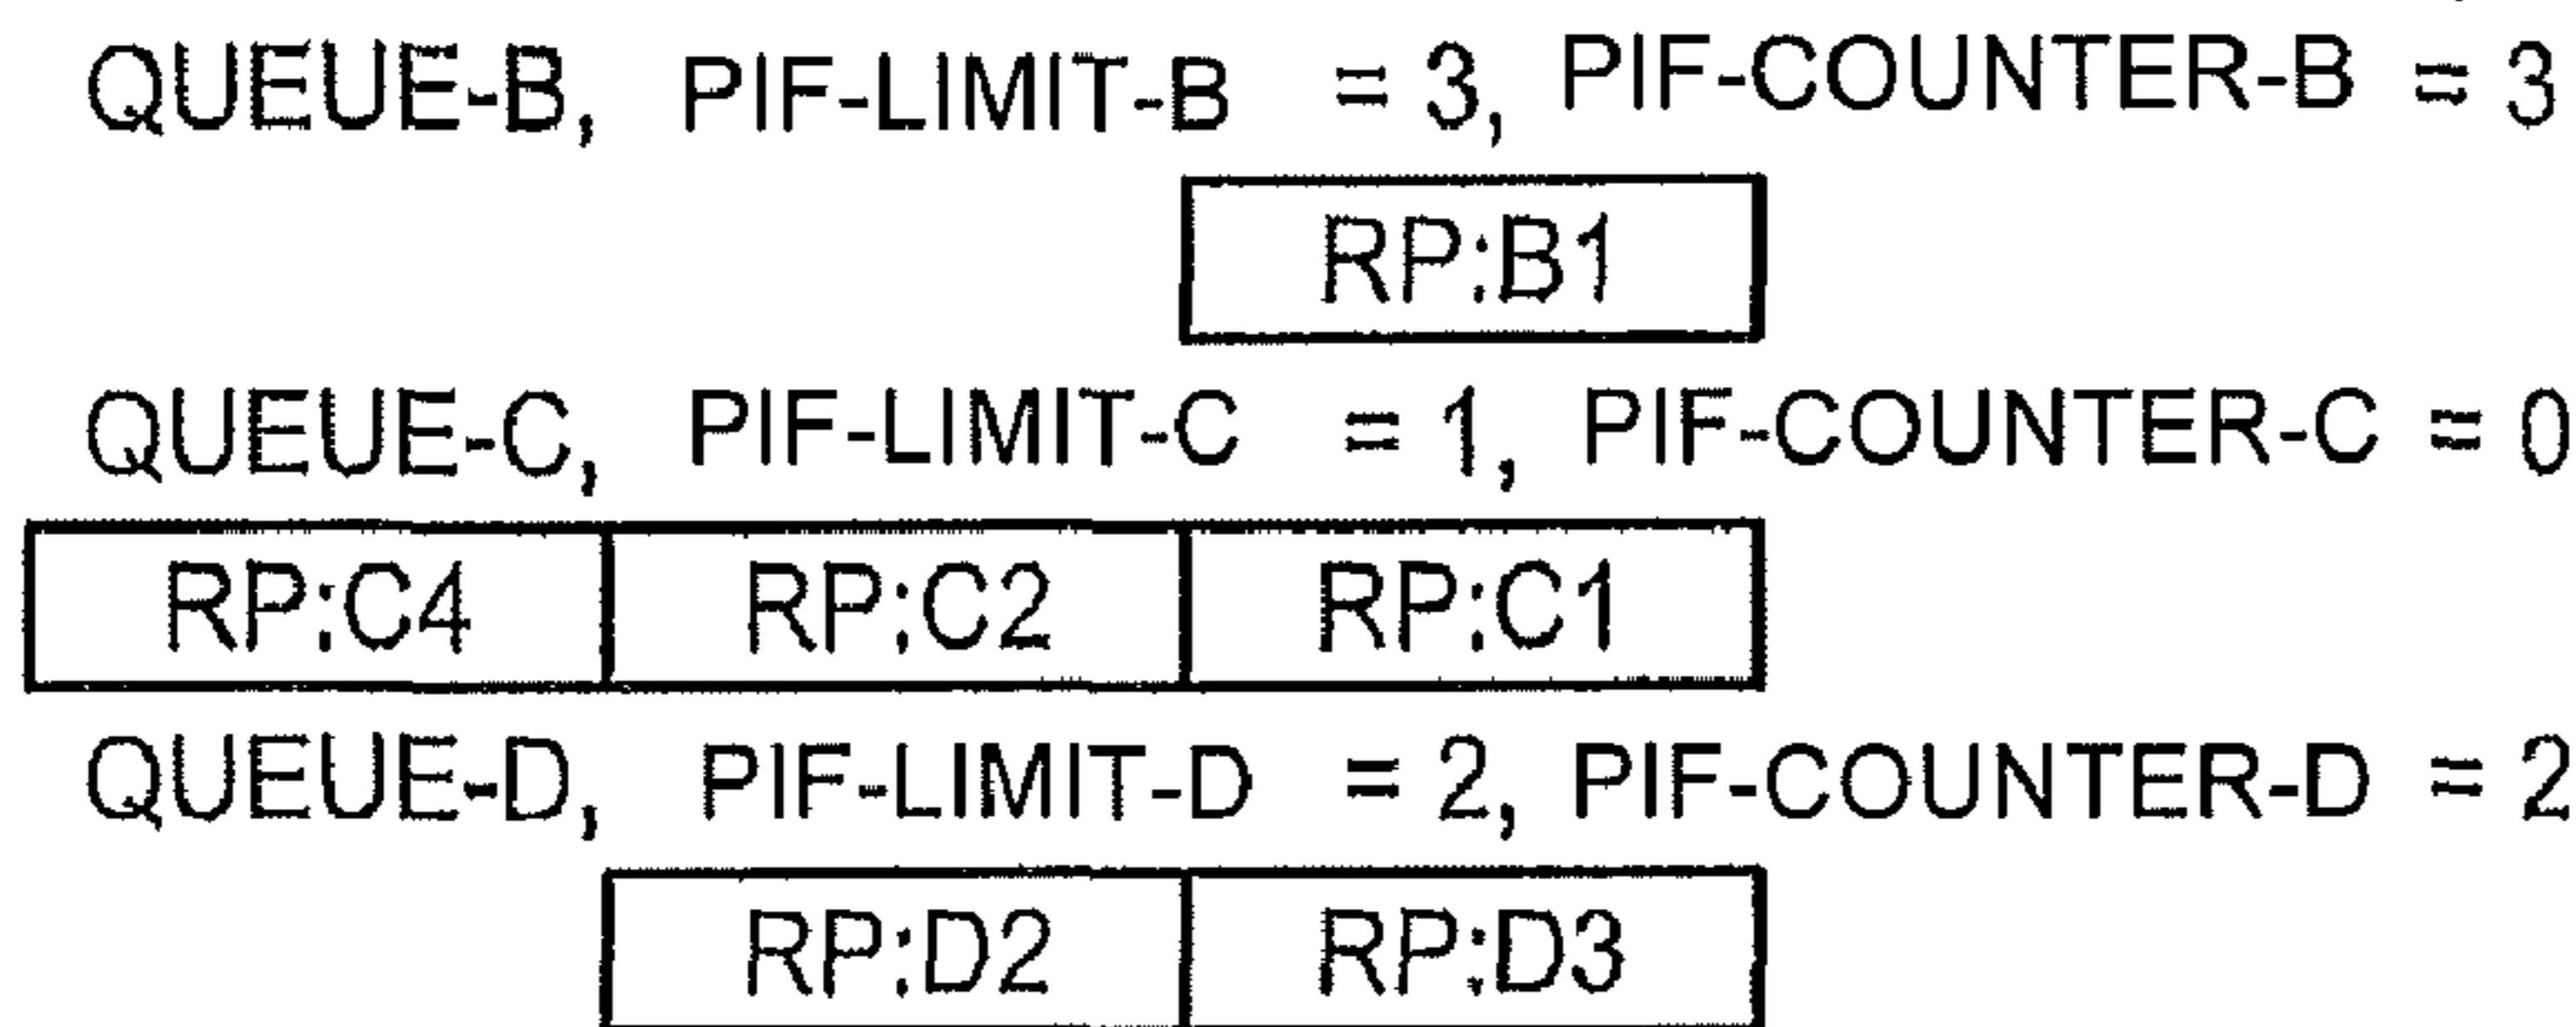 QUEUE-B, PIF-LIMIT-B = 3, PIF-COUNTER-B = 3
RP:B1
QUEUE-C, PIF-LIMIT-C = 1, PIF-COUNTER-C = 0
RP:C4 RP:C2 RP:C1
QUEUE-D, PIF-LIMIT-D = 2, PIF-COUNTER-D = 2
RP:D2 RP:D3